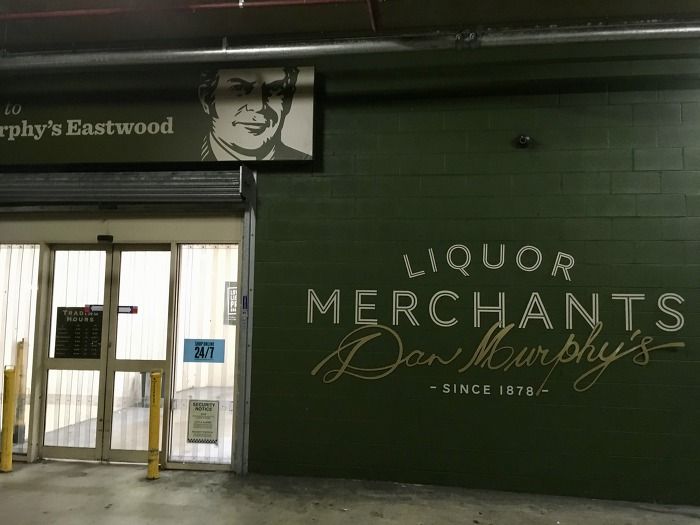 to
rphy's Eastwood
LIQUOR
MERCHANTS
Dan Murphy's
- SINCE 1878 -
TRADING
HOURS
SHOP ONLINE
24/7
SECURITY
NOTICE